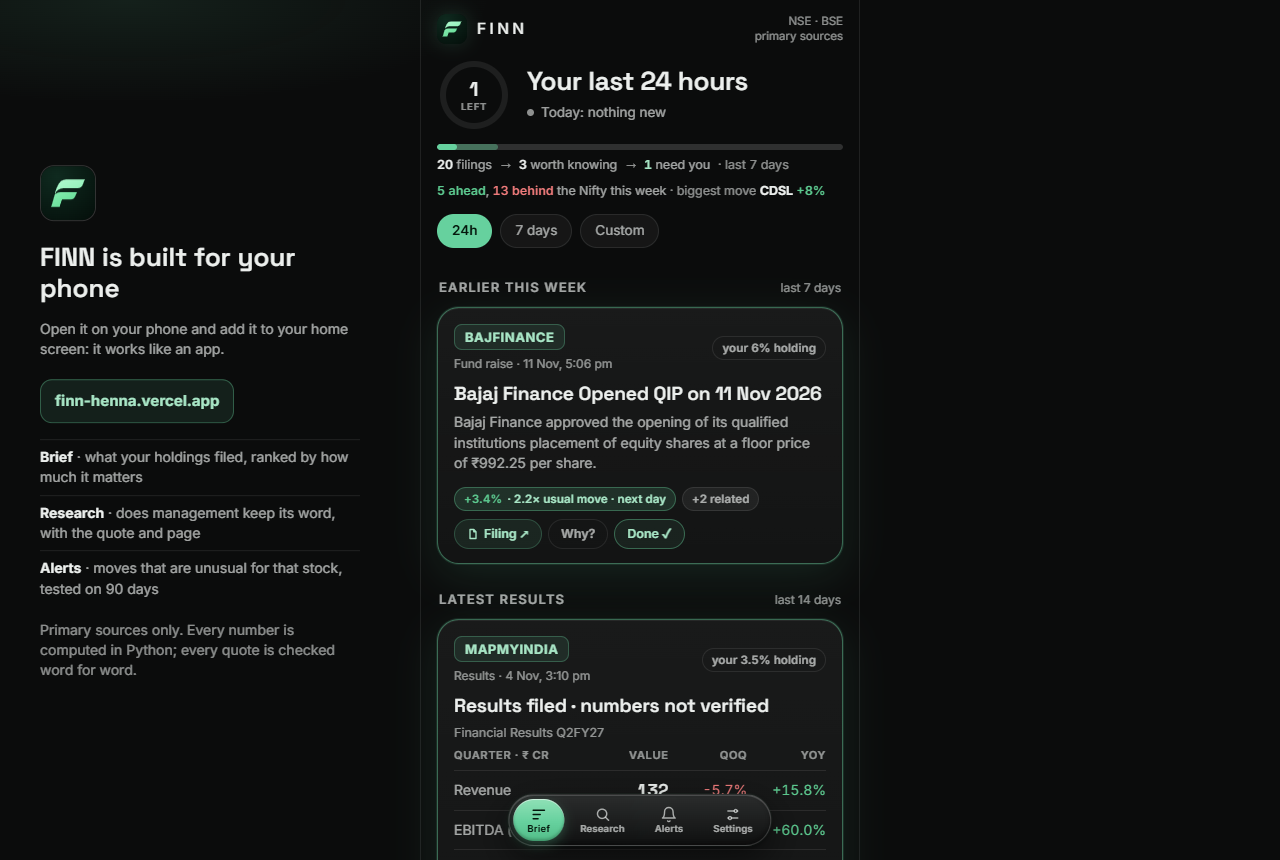 FINN is built for your
phone
Open it on your phone and add it to your home
screen: it works like an app.
finn-henna.vercel.app
Brief · what your holdings filed, ranked by how
much it matters
Research · does management keep its word,
with the quote and page
Alerts · moves that are unusual for that stock,
tested on 90 days
Primary sources only. Every number is
computed in Python; every quote is checked
word for word.
FINN
NSE · BSE
primary sources
1
LEFT
Your last 24 hours
Today: nothing new
20 filings → 3 worth knowing → 1 need you · last 7 days
5 ahead, 13 behind the Nifty this week · biggest move CDSL +8%
24h 7 days Custom
EARLIER THIS WEEK last 7 days
BAJFINANCE
your 6% holding
Fund raise · 11 Nov, 5:06 pm
Bajaj Finance Opened QIP on 11 Nov 2026
Bajaj Finance approved the opening of its qualified
institutions placement of equity shares at a floor price
of ₹992.25 per share.
+3.4% · 2.2× usual move · next day +2 related
Filing ↗ Why? Done ✓
LATEST RESULTS last 14 days
MAPMYINDIA
your 3.5% holding
Results · 4 Nov, 3:10 pm
Results filed · numbers not verified
Financial Results Q2FY27
QUARTER · ₹ CR VALUE QOQ YOY
Revenue 132 -5.7% +15.8%
EBITDA +60.0%
Brief Research Alerts Settings